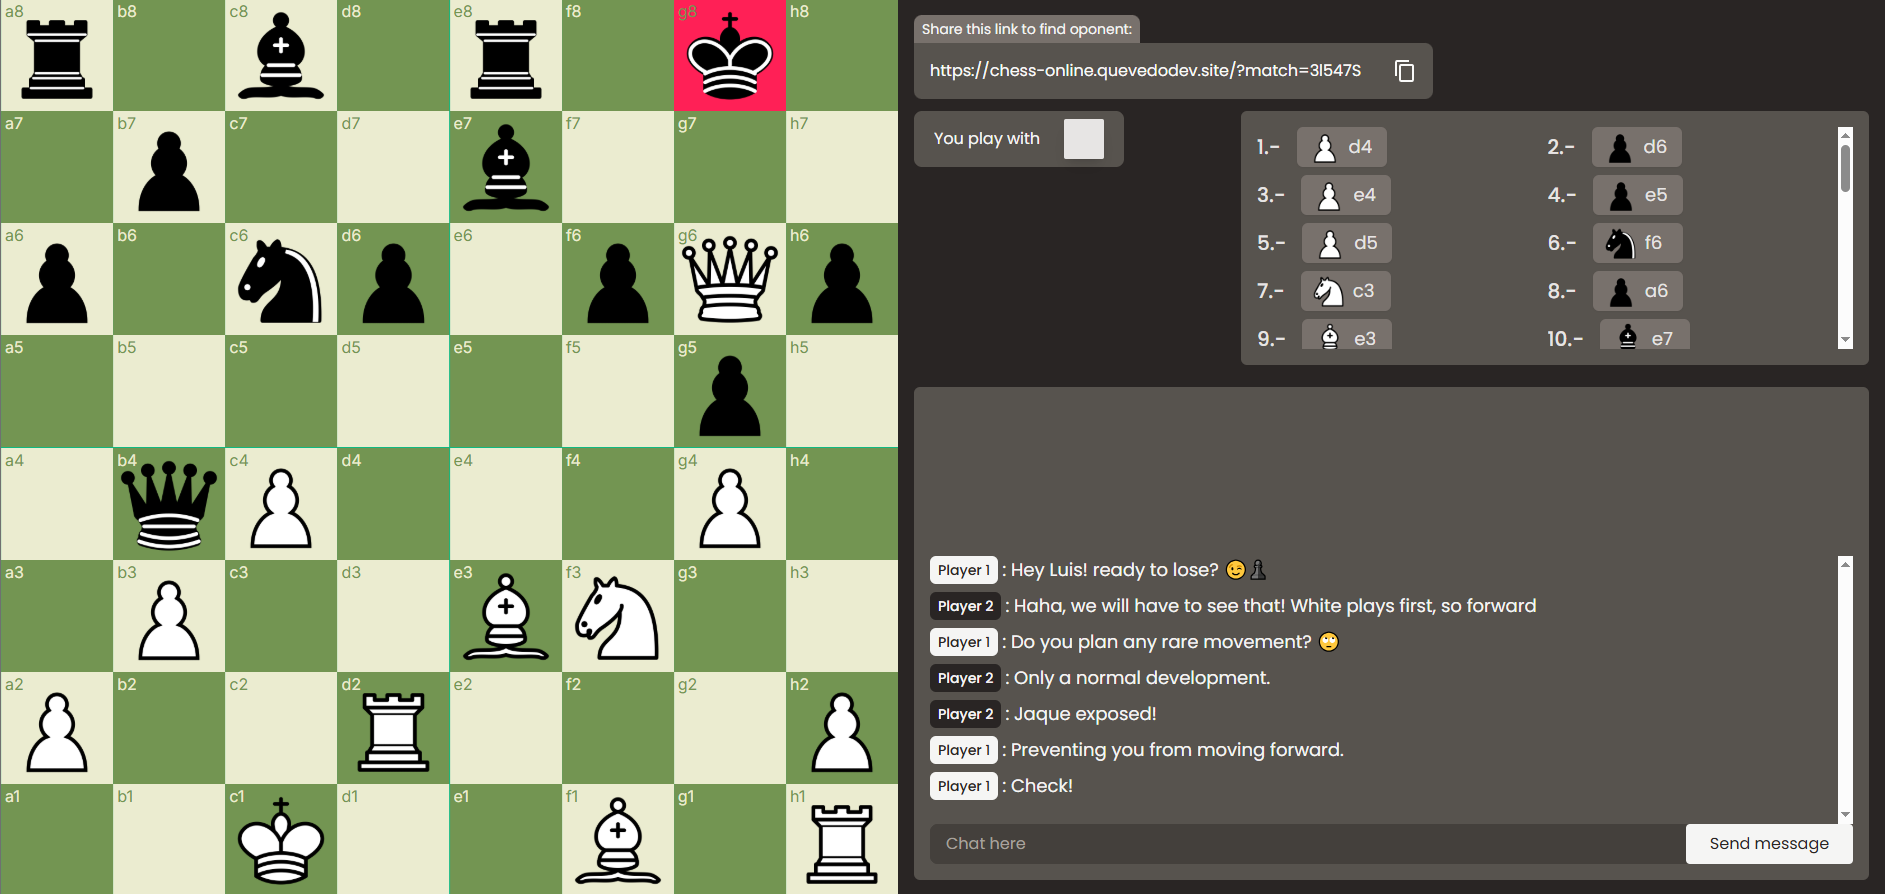 a8 b8 c8 d8 e8 f8 g8 h8
a7 b7 c7 d7 e7 f7 g7 h7
a6 b6 c6 d6 e6 f6 g6 h6
a5 b5 c5 d5 e5 f5 g5 h5
a4 b4 c4 d4 e4 f4 g4 h4
a3 b3 c3 d3 e3 f3 g3 h3
a2 b2 c2 d2 e2 f2 g2 h2
a1 b1 c1 d1 e1 f1 g1 h1
Share this link to find oponent:
https://chess-online.quevedodev.site/?match=3I547S
You play with
1.- d4 2.- d6
3.- e4 4.- e5
5.- d5 6.- f6
7.- c3 8.- a6
9.- e3 10.- e7
Player 1 : Hey Luis! ready to lose? 😉♟
Player 2 : Haha, we will have to see that! White plays first, so forward
Player 1 : Do you plan any rare movement? 🙄
Player 2 : Only a normal development.
Player 2 : Jaque exposed!
Player 1 : Preventing you from moving forward.
Player 1 : Check!
Chat here
Send message